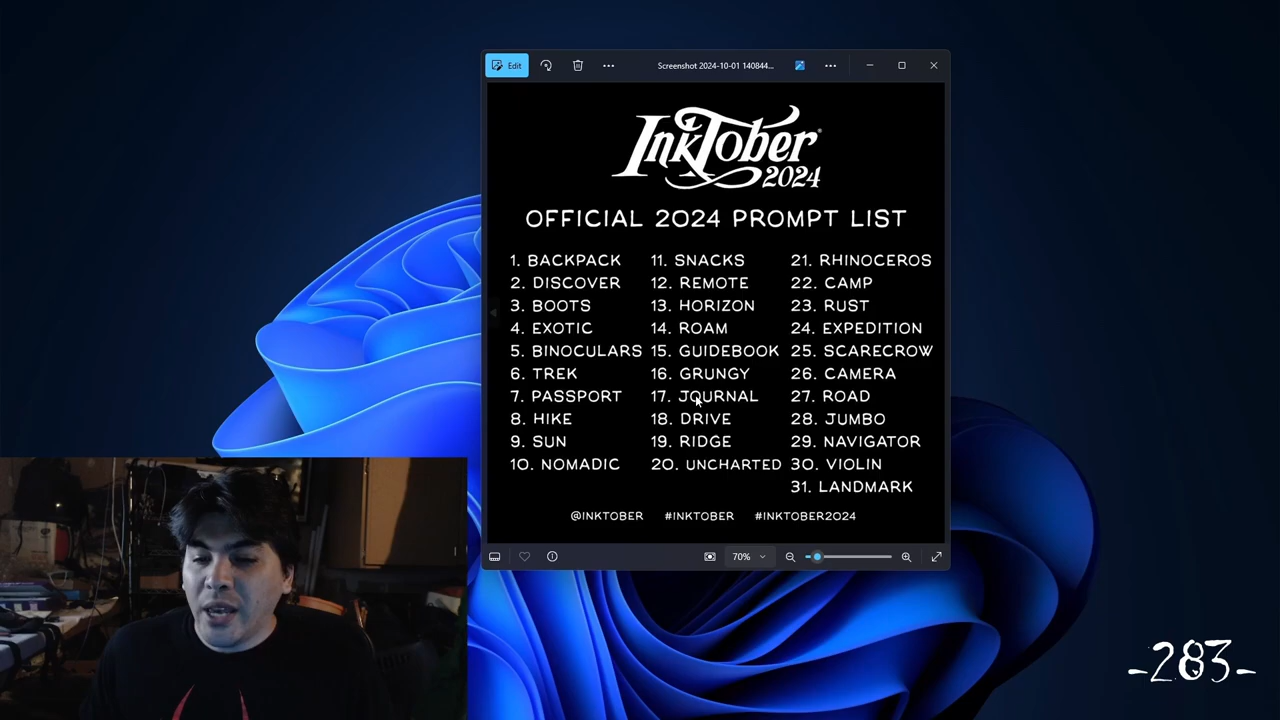 Edit
Screenshot 2024-10-01 140844...
InkTober®
2024
OFFICIAL 2024 PROMPT LIST
1. BACKPACK
2. DISCOVER
3. BOOTS
4. EXOTIC
5. BINOCULARS
6. TREK
7. PASSPORT
8. HIKE
9. SUN
10. NOMADIC
11. SNACKS
12. REMOTE
13. HORIZON
14. ROAM
15. GUIDEBOOK
16. GRUNGY
17. JOURNAL
18. DRIVE
19. RIDGE
20. UNCHARTED
21. RHINOCEROS
22. CAMP
23. RUST
24. EXPEDITION
25. SCARECROW
26. CAMERA
27. ROAD
28. JUMBO
29. NAVIGATOR
30. VIOLIN
31. LANDMARK
@INKTOBER #INKTOBER #INKTOBER2024
70%
-283-